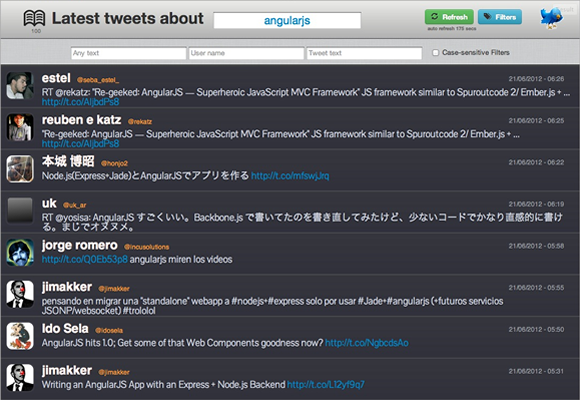 Latest tweets about
angularjs
Refresh
Filters
100
auto refresh 175 secs
Any text
User name
Tweet text
Case-sensitive Filters
estel @seba_estel_ 21/06/2012 - 06:26
RT @rekatz: "Re-geeked: AngularJS — Superheroic JavaScript MVC Framework" JS framework similar to Spuroutcode 2/ Ember.js + ...
http://t.co/AIjbdPs8
reuben e katz @rekatz 21/06/2012 - 06:25
"Re-geeked: AngularJS — Superheroic JavaScript MVC Framework" JS framework similar to Spuroutcode 2/ Ember.js + ...
http://t.co/AIjbdPs8
本城 博昭 @honjo2 21/06/2012 - 06:22
Node.js(Express+Jade)とAngularJSでアプリを作る http://t.co/mfswjJrq
uk @uk_ar 21/06/2012 - 06:19
RT @yosisa: AngularJS すごくいい。Backbone.js で書いてたのを書き直してみたけど、少ないコードでかなり直感的に書け
る。まじでオヌヌメ。
jorge romero @incusolutions 21/06/2012 - 05:58
http://t.co/Q0Eb53p8 angularjs miren los videos
jimakker @jimakker 21/06/2012 - 05:55
pensando en migrar una "standalone" webapp a #nodejs+#express solo por usar #Jade+#angularjs (+futuros servicios
JSONP/websocket) #trololol
Ido Sela @idosela 21/06/2012 - 05:50
AngularJS hits 1.0; Get some of that Web Components goodness now? http://t.co/NgbcdsAo
jimakker @jimakker 21/06/2012 - 05:31
Writing an AngularJS App with an Express + Node.js Backend http://t.co/L12yf9q7